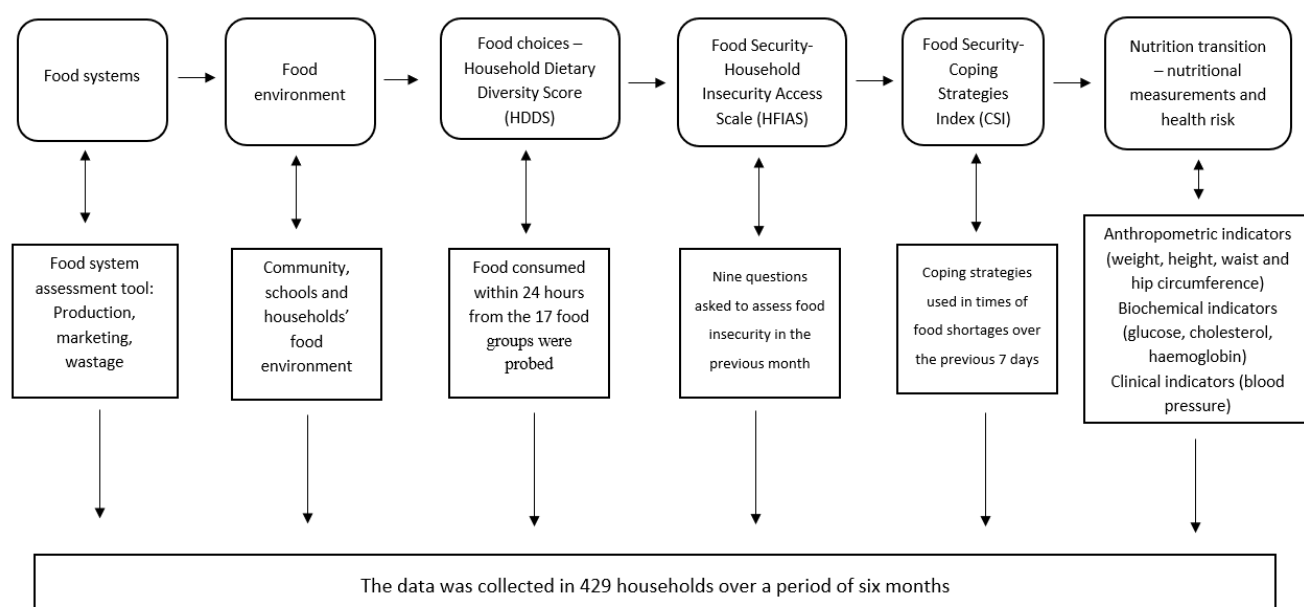 Food systems
Food
environment
Food choices –
Household Dietary
Diversity Score
(HDDS)
Food Security-
Household
Insecurity Access
Scale (HFIAS)
Food Security-
Coping
Strategies
Index (CSI)
Nutrition transition
– nutritional
measurements and
health risk
Food system
assessment tool:
Production,
marketing,
wastage
Community,
schools and
households’
food
environment
Food consumed
within 24 hours
from the 17 food
groups were
probed
Nine questions
asked to assess food
insecurity in the
previous month
Coping strategies
used in times of
food shortages over
the previous 7 days
Anthropometric indicators
(weight, height, waist and
hip circumference)
Biochemical indicators
(glucose, cholesterol,
haemoglobin)
Clinical indicators (blood
pressure)
The data was collected in 429 households over a period of six months